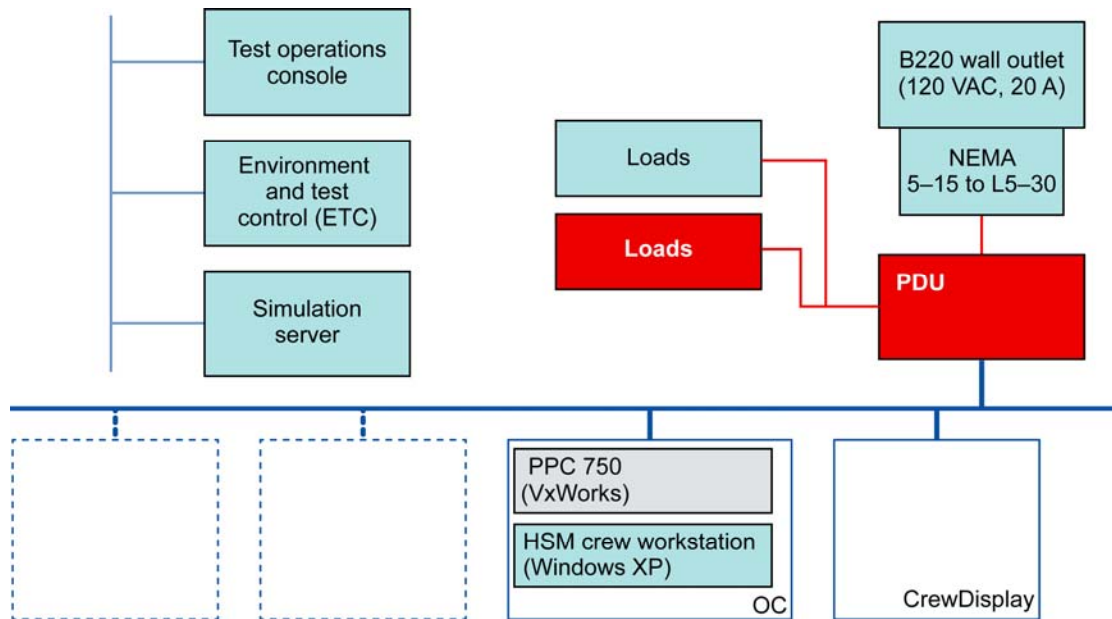 Test operations
console
Environment
and test
control (ETC)
Simulation
server
Loads
Loads
B220 wall outlet
(120 VAC, 20 A)
NEMA
5–15 to L5–30
PDU
PPC 750
(VxWorks)
HSM crew workstation
(Windows XP)
OC
CrewDisplay